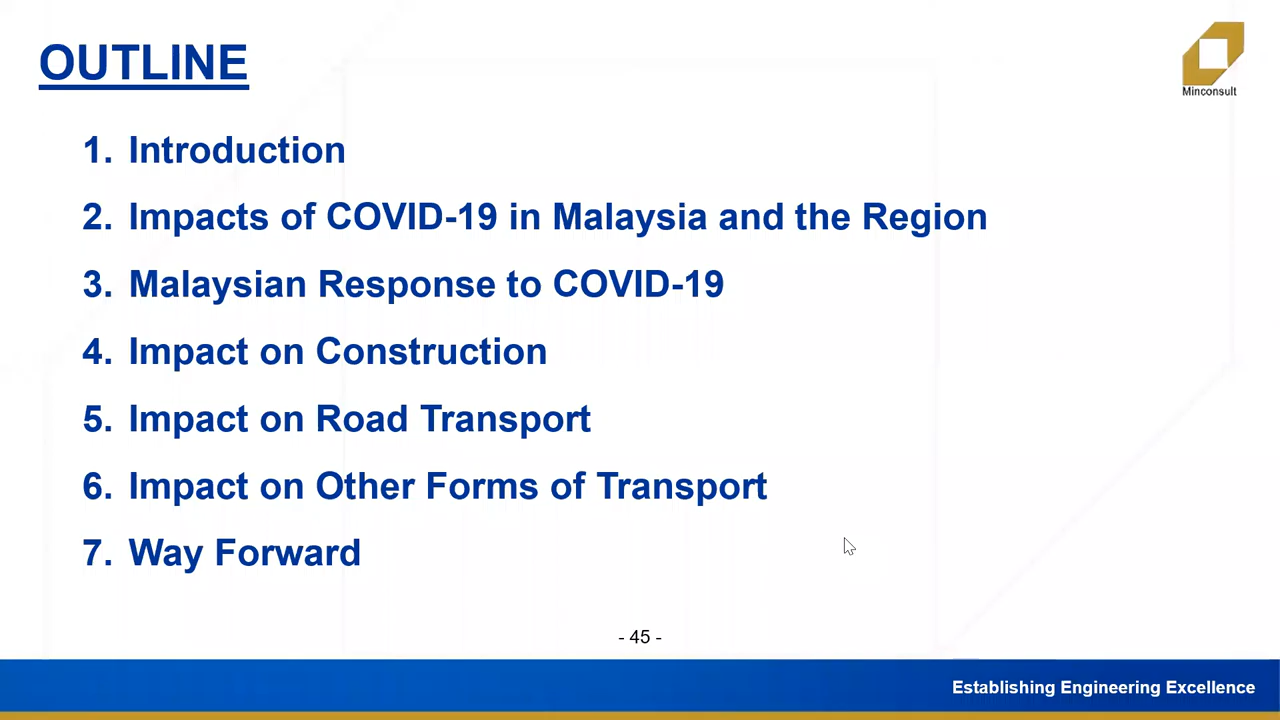 OUTLINE
Minconsult
1. Introduction
2. Impacts of COVID-19 in Malaysia and the Region
3. Malaysian Response to COVID-19
4. Impact on Construction
5. Impact on Road Transport
6. Impact on Other Forms of Transport
7. Way Forward
- 45 -
Establishing Engineering Excellence